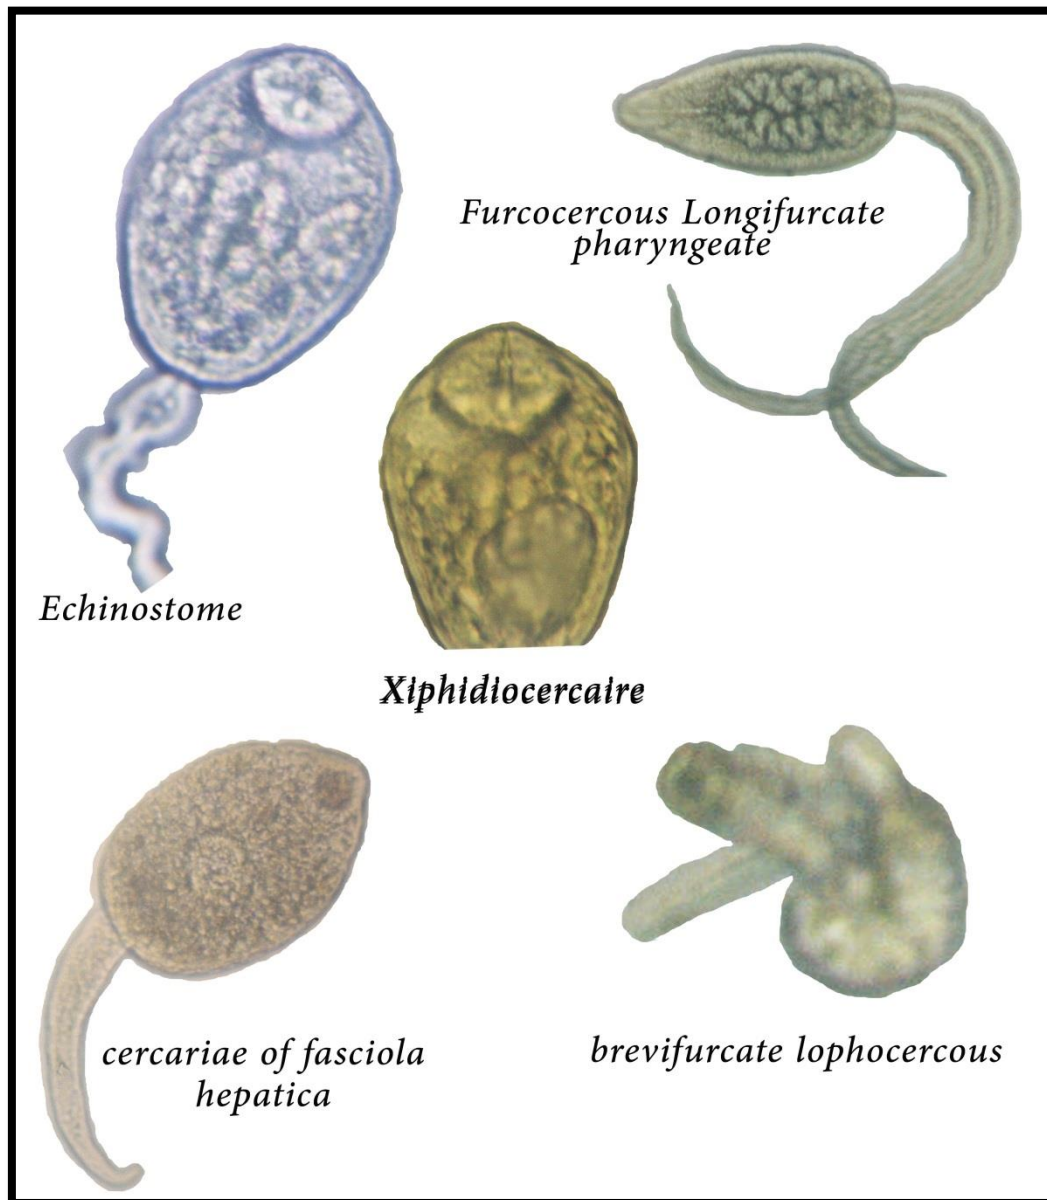 Furcocercous Longifurcate
pharyngeate
Echinostome
Xiphidiocercaire
cercariae of fasciola
hepatica
brevifurcate lophocercous